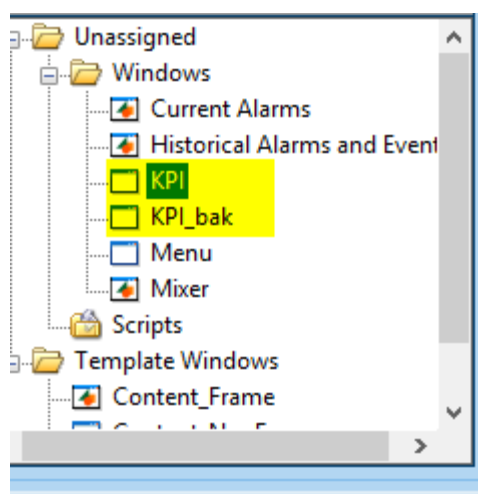 Unassigned
Windows
Current Alarms
Historical Alarms and Event
KPI
KPI_bak
Menu
Mixer
Scripts
Template Windows
Content_Frame